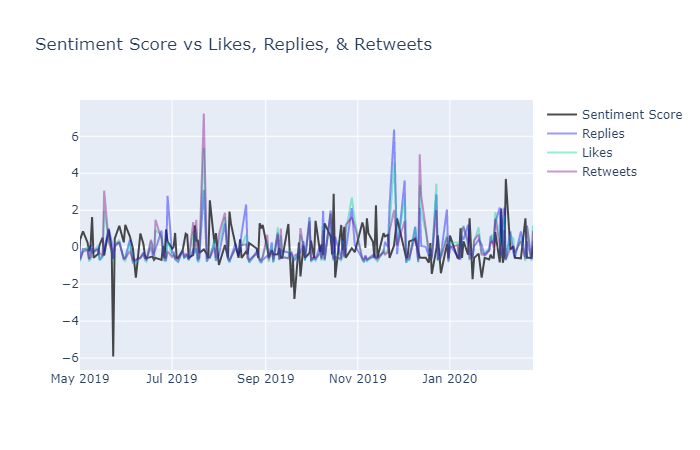 Sentiment Score vs Likes, Replies, & Retweets
Sentiment Score
Replies
Likes
Retweets
6
4
2
0
−2
−4
−6
May 2019 Jul 2019 Sep 2019 Nov 2019 Jan 2020